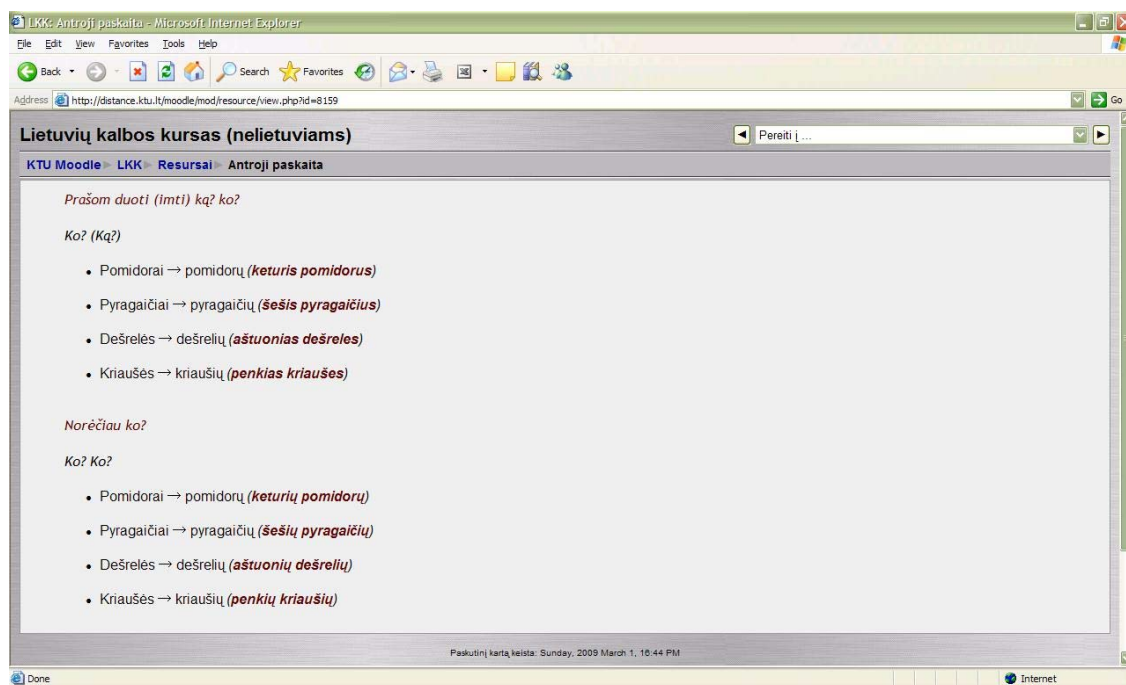 LKK: Antroji paskaita - Microsoft Internet Explorer
File Edit View Favorites Tools Help
Back Search Favorites
Address http://distance.ktu.lt/moodle/mod/resource/view.php?id=8159 Go
Lietuvių kalbos kursas (nelietuviams) Pereiti į ...
KTU Moodle► LKK► Resursai► Antroji paskaita
Prašom duoti (imti) ką? ko?
Ko? (Ką?)
• Pomidorai → pomidorų (keturis pomidorus)
• Pyragaičiai → pyragaičių (šešis pyragaičius)
• Dešrelės → dešrelių (aštuonias dešreles)
• Kriaušės → kriaušių (penkias kriaušes)
Norėčiau ko?
Ko? Ko?
• Pomidorai → pomidorų (keturių pomidorų)
• Pyragaičiai → pyragaičių (šešių pyragaičių)
• Dešrelės → dešrelių (aštuonių dešrelių)
• Kriaušės → kriaušių (penkių kriaušių)
Paskutinį kartą keista: Sunday, 2009 March 1, 16:44 PM
Done Internet